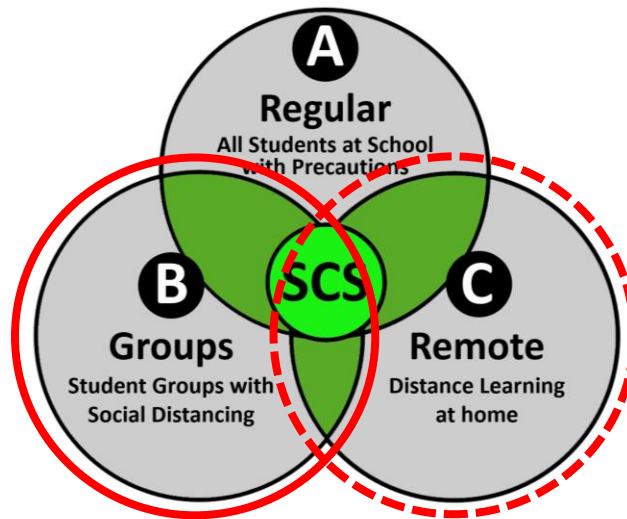 A
Regular
All Students at School
with Precautions
SCS
B
Groups
Student Groups with
Social Distancing
C
Remote
Distance Learning
at home